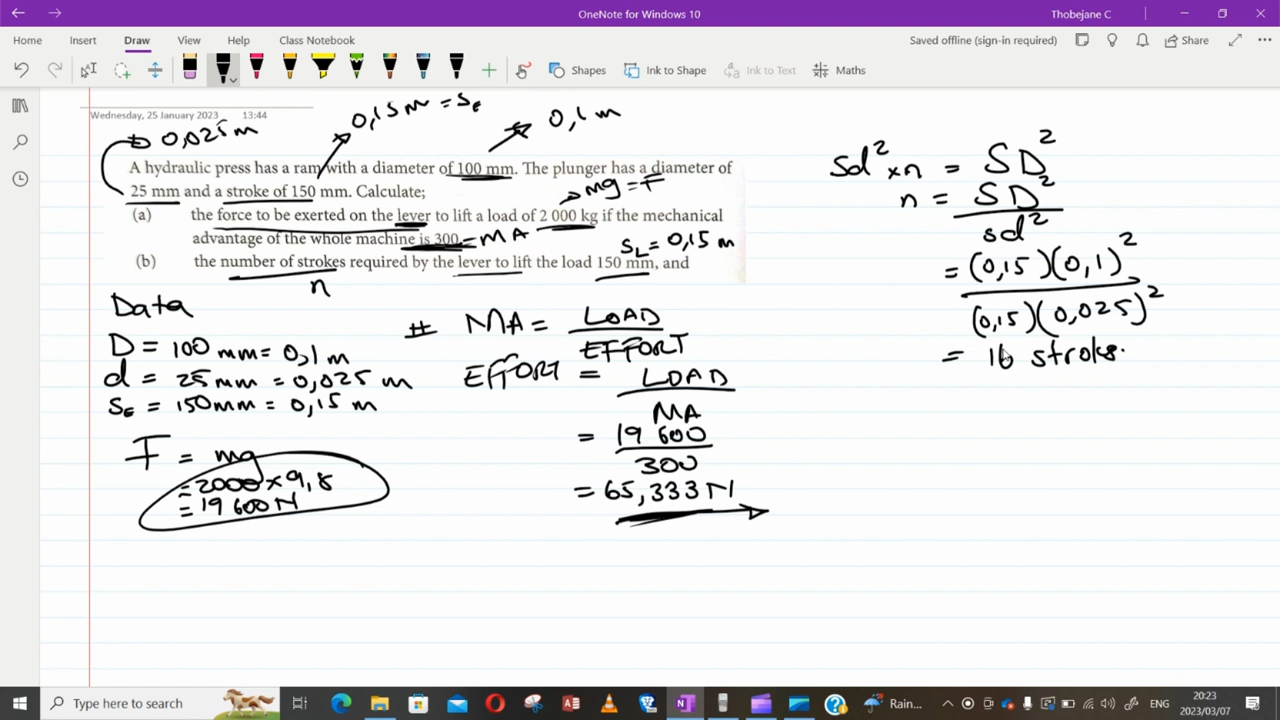 OneNote for Windows 10
Thobejane C
Home Insert Draw View Help Class Notebook
Saved offline (sign-in required)
Share
Shapes Ink to Shape Ink to Text Maths
Wednesday, 25 January 2023 13:44
0,025 m
0,15 m = SE
0,1 m
A hydraulic press has a ram with a diameter of 100 mm. The plunger has a diameter of
25 mm and a stroke of 150 mm. Calculate;
mg = F
(a) the force to be exerted on the lever to lift a load of 2 000 kg if the mechanical
advantage of the whole machine is 300
= MA
SL = 0,15 m
(b) the number of strokes required by the lever to lift the load 150 mm, and
n
Data
D = 100 mm = 0,1 m
d = 25 mm = 0,025 m
SE = 150 mm = 0,15 m
F = mg
= 2000 × 9,8
= 19 600 N
# MA = LOAD
EFFORT
EFFORT = LOAD
MA
= 19 600
300
= 65,333 N
sd² × n = SD²
n = SD²
sd²
= (0,15)(0,1)²
(0,15)(0,025)²
= 16 strokes.
Type here to search
Rain...
ENG
20:23
2023/03/07